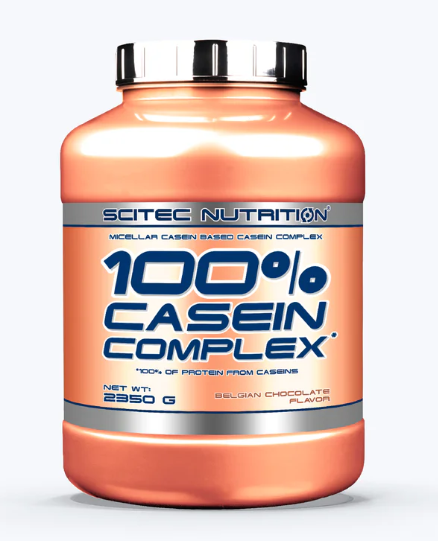 SCITEC NUTRITION
MICELLAR CASEIN BASED CASEIN COMPLEX
100%
CASEIN
COMPLEX*
*100% OF PROTEIN FROM CASEINS
NET WT:
2350 G
BELGIAN CHOCOLATE
FLAVOR